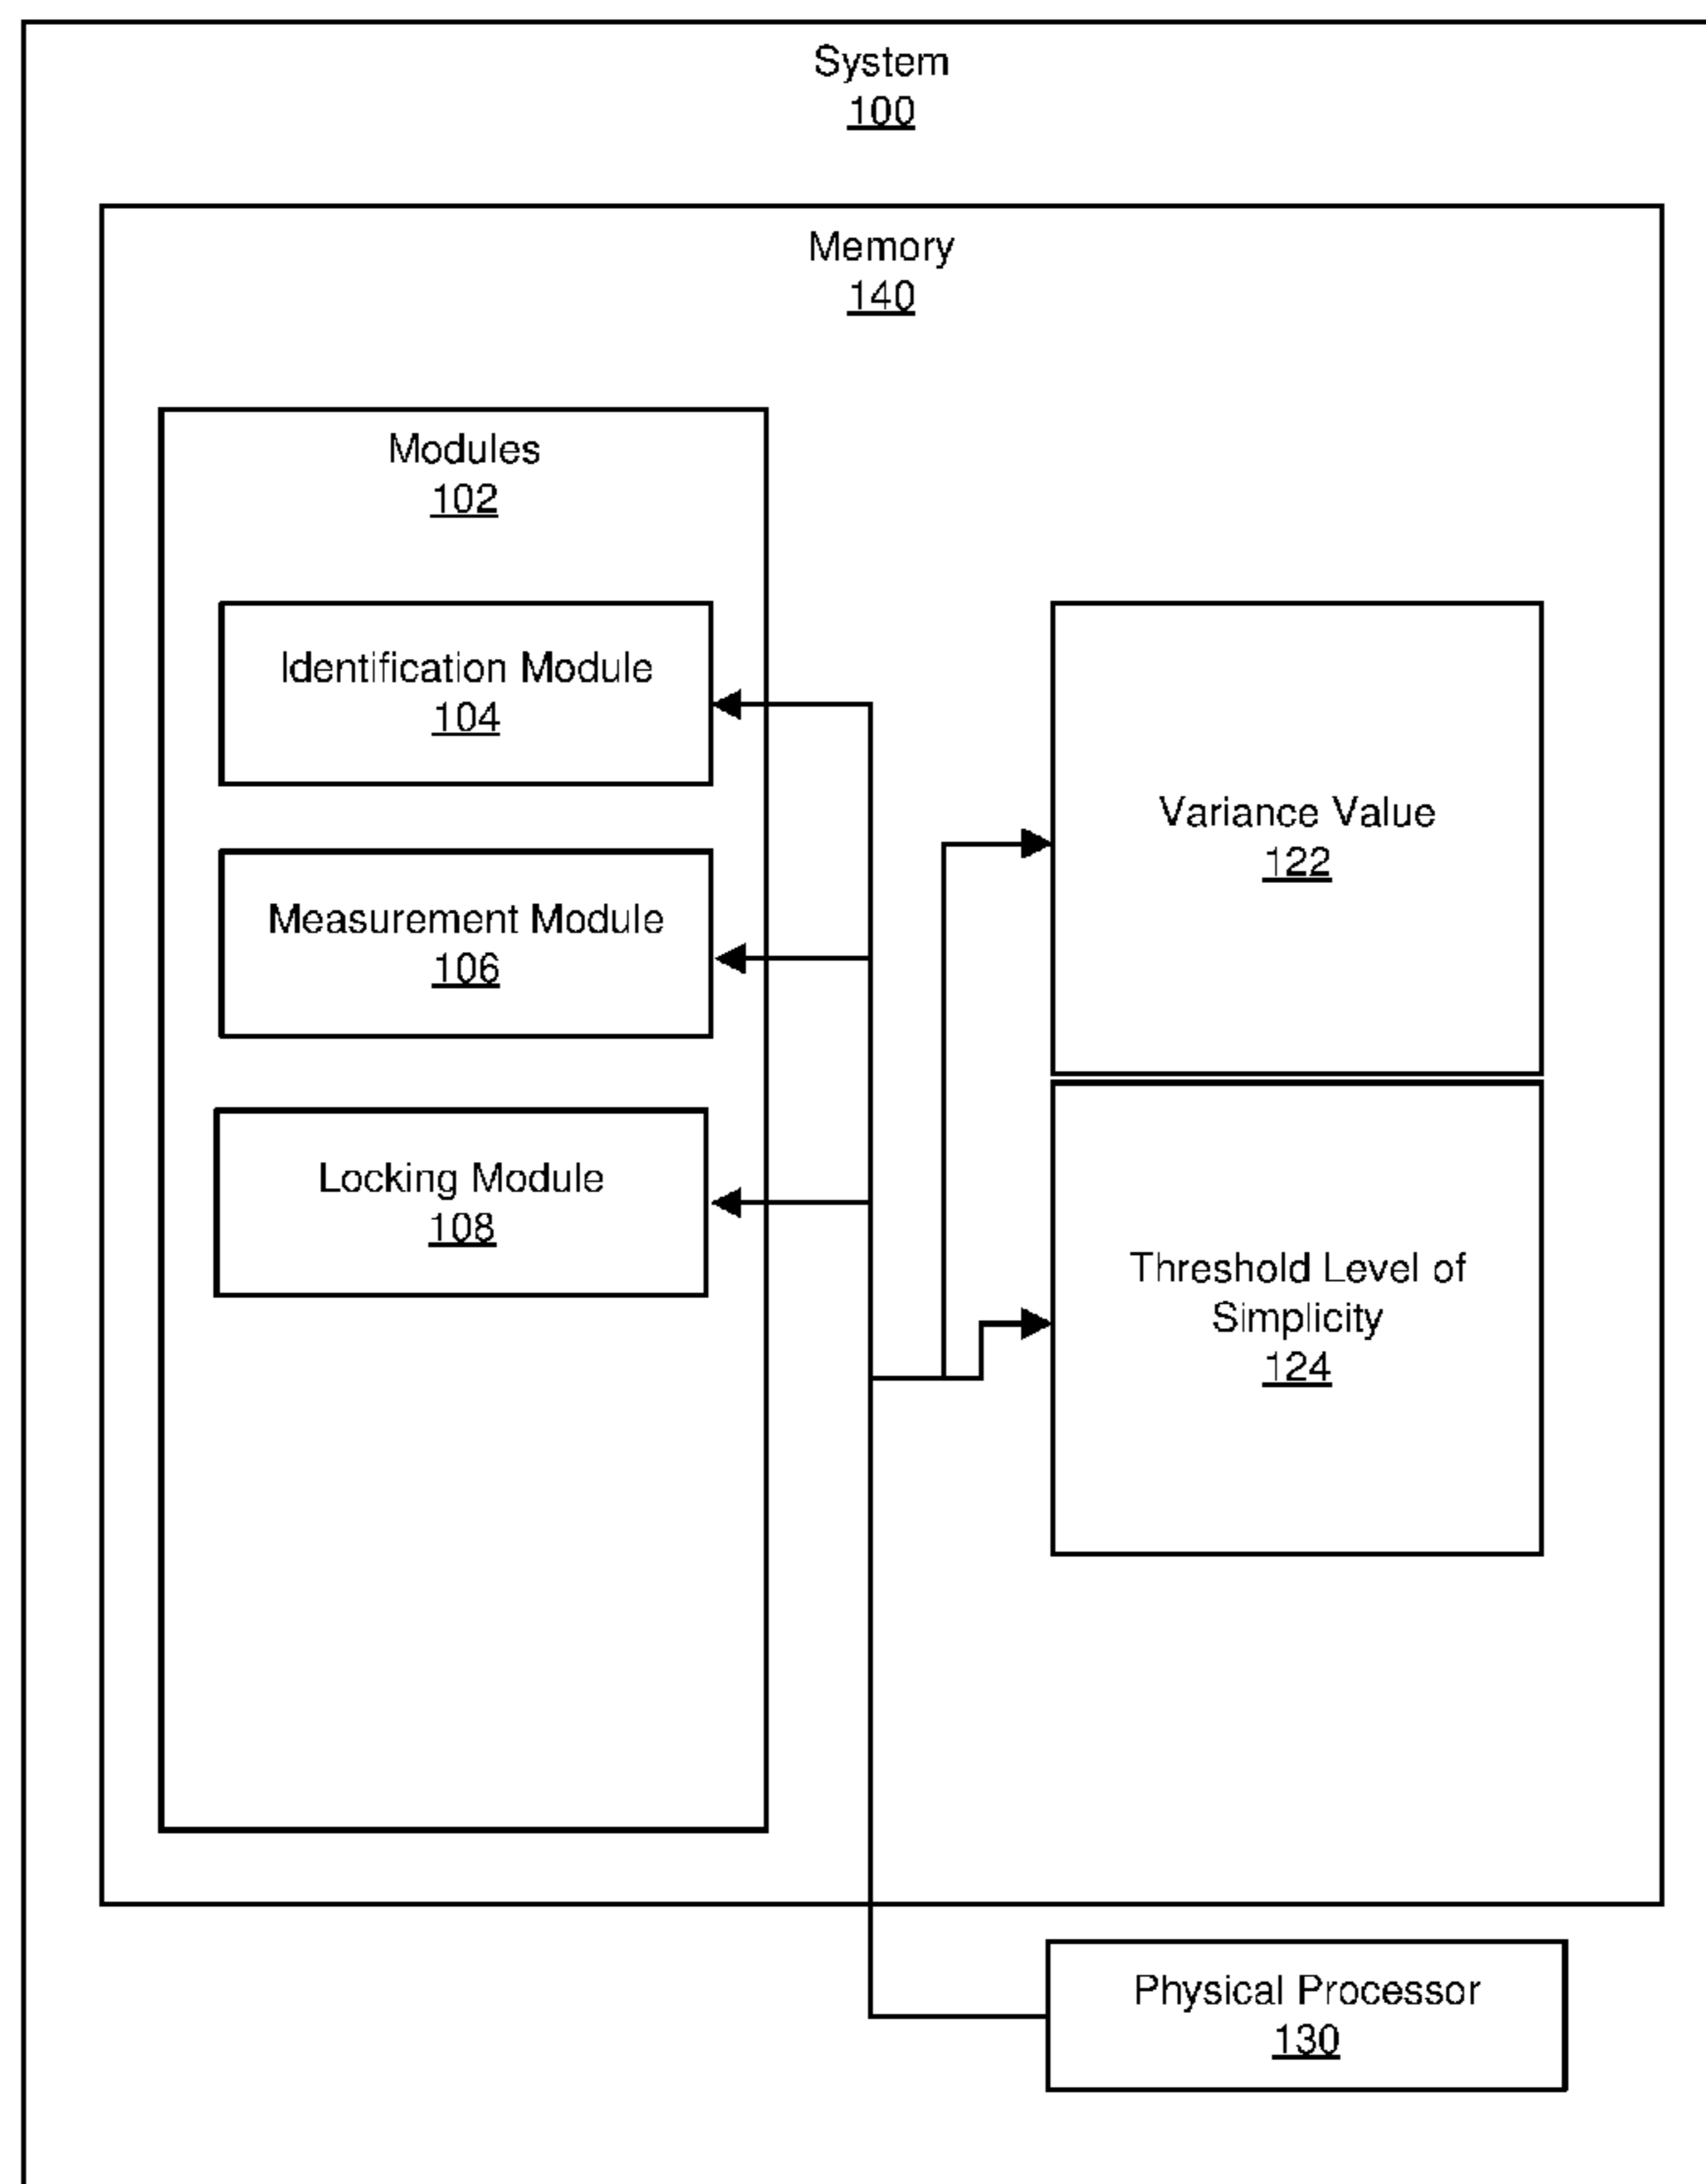 System
100
Memory
140
Modules
102
Identification Module
104
Measurement Module
106
Locking Module
108
Variance Value
122
Threshold Level of
Simplicity
124
Physical Processor
130